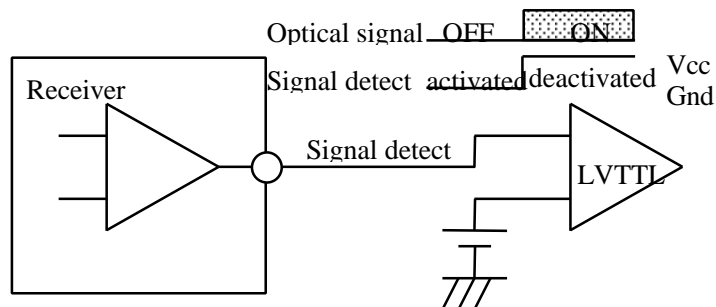 Optical signal OFF ON
Signal detect activated deactivated Vcc
Gnd
Receiver
Signal detect
LVTTL